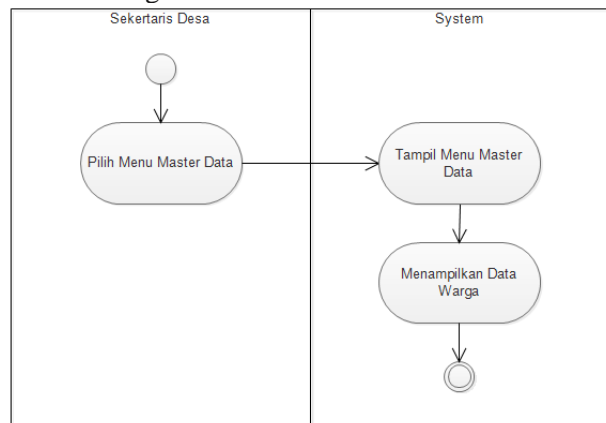 Sekertaris Desa
System
Pilih Menu Master Data
Tampil Menu Master
Data
Menampilkan Data
Warga